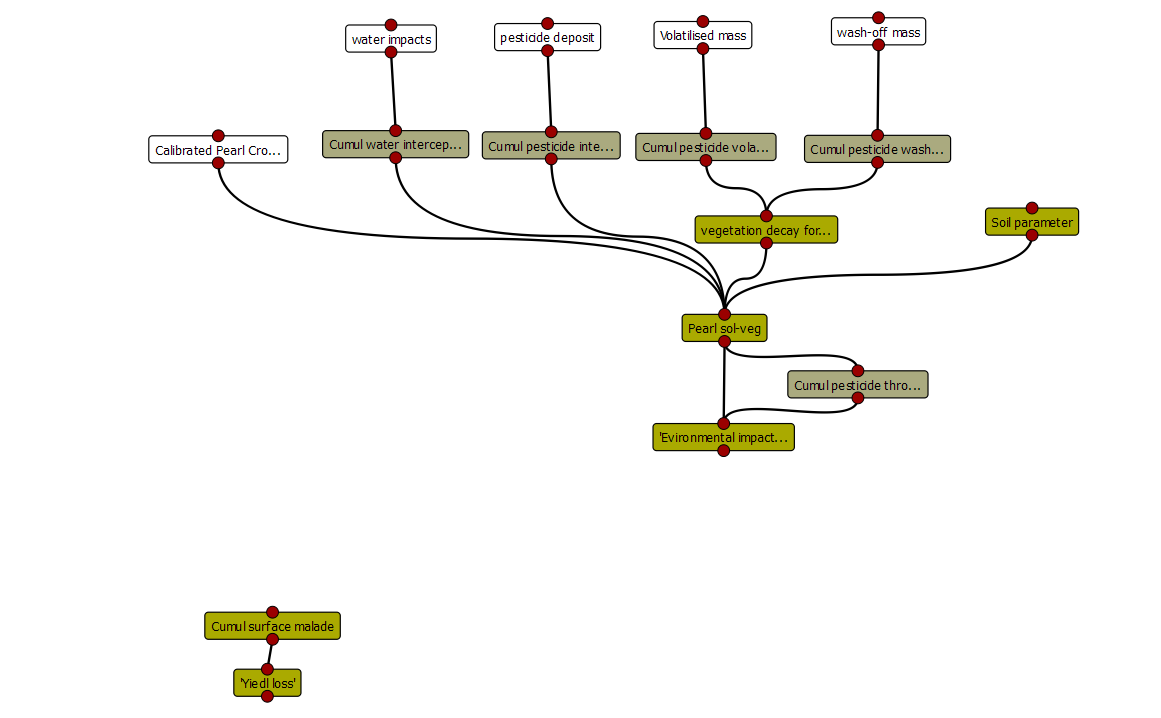 water impacts
pesticide deposit
Volatilised mass
wash-off mass
Calibrated Pearl Cro...
Cumul water intercep...
Cumul pesticide inte...
Cumul pesticide vola...
Cumul pesticide wash...
vegetation decay for...
Soil parameter
Pearl sol-veg
Cumul pesticide thro...
'Evironmental impact...
Cumul surface malade
'Yiedl loss'